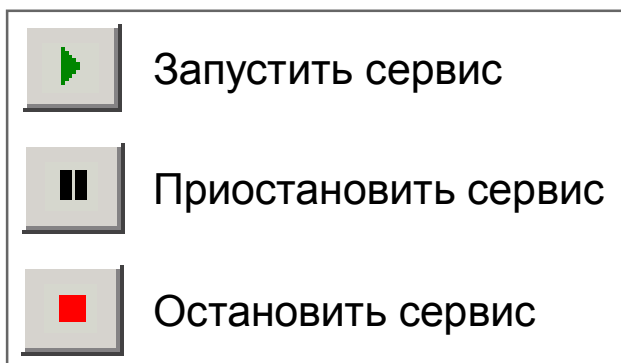 Запустить сервис
Приостановить сервис
Остановить сервис